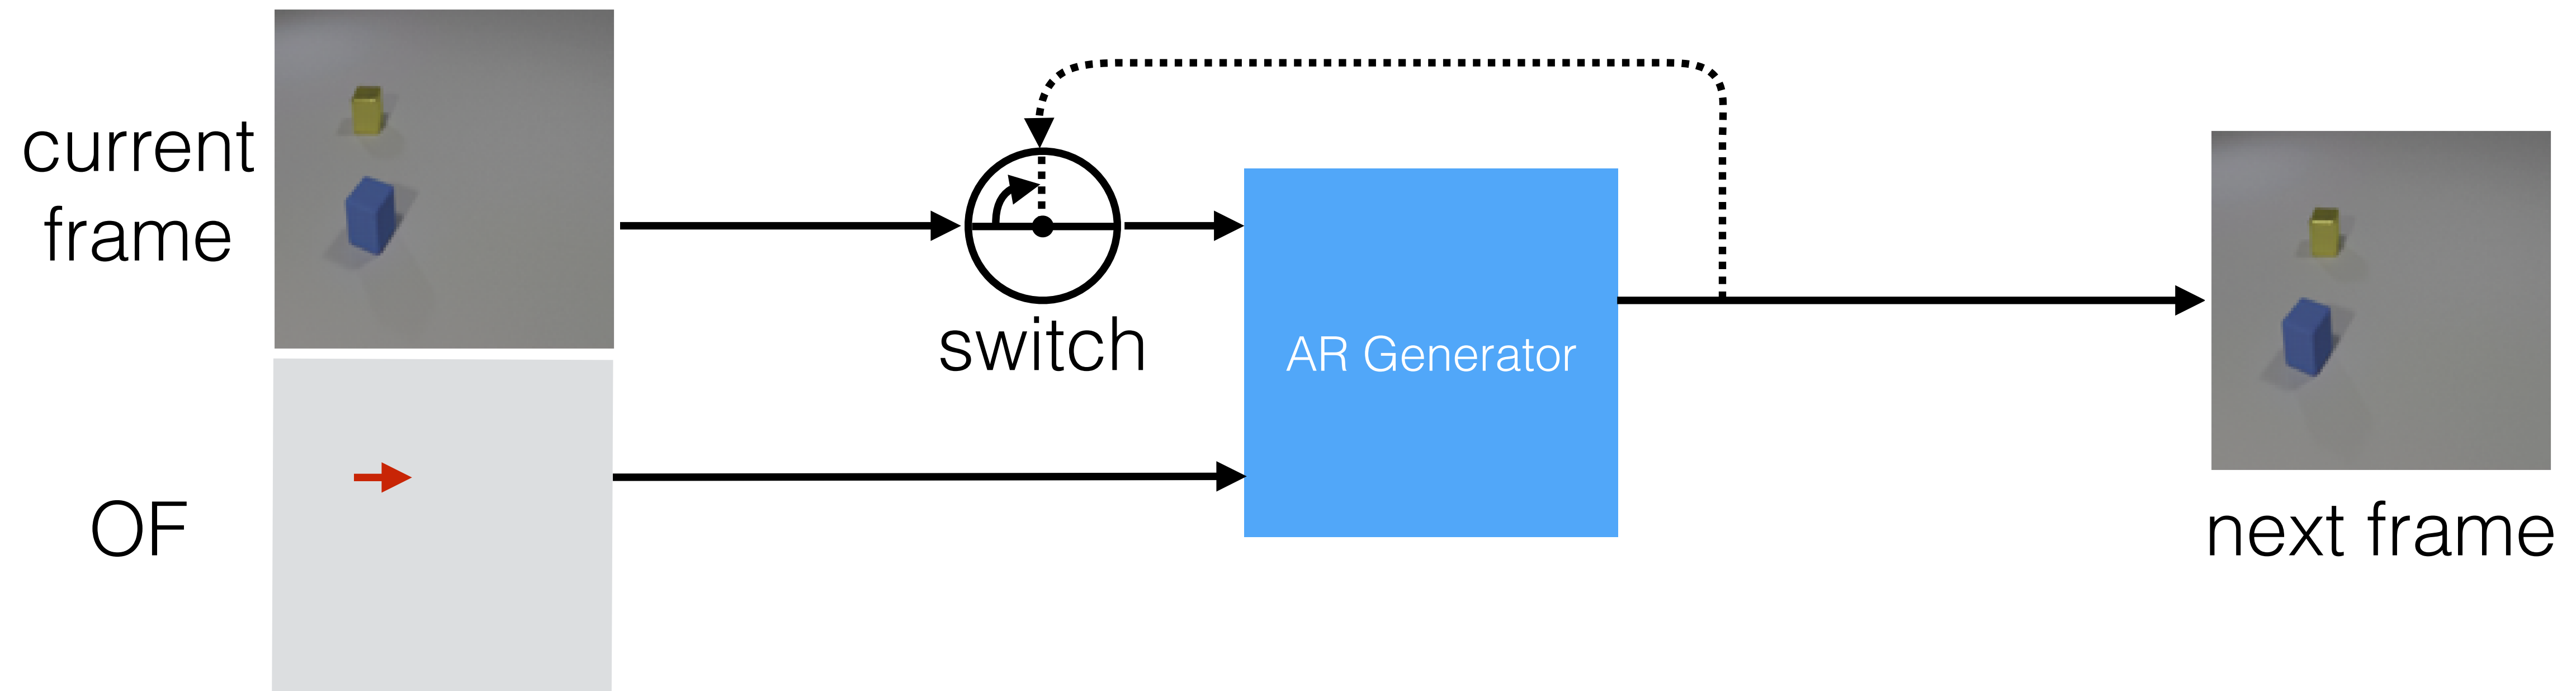 current
frame
switch
AR Generator
OF
next frame